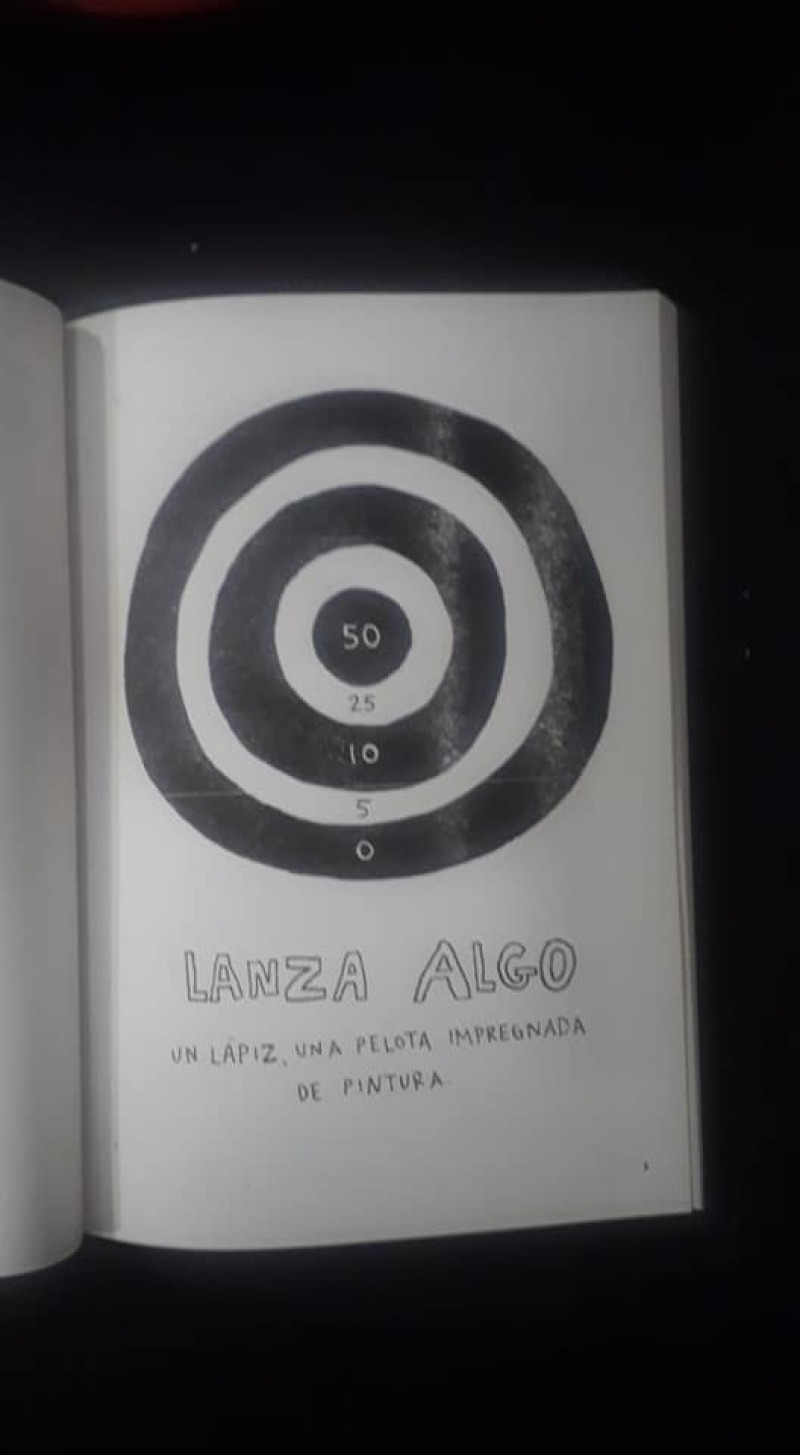 50
25
10
5
0
LANZA ALGO
UN LÁPIZ, UNA PELOTA IMPREGNADA
DE PINTURA.